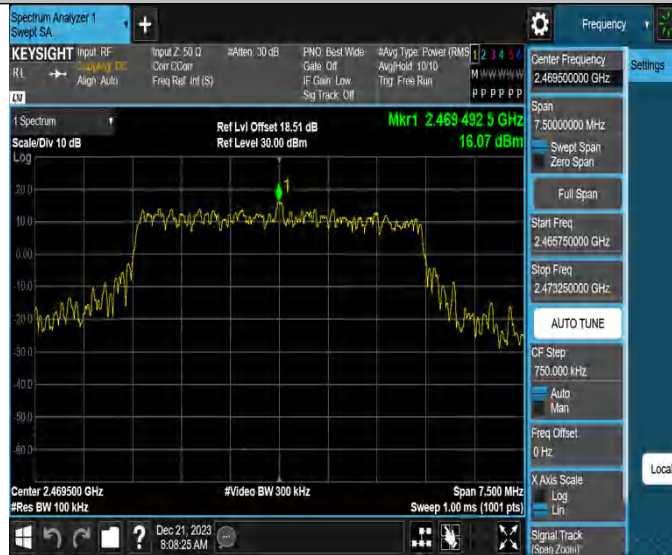 Spectrum Analyzer 1
Swept SA
Frequency
KEYSIGHT
RL
Input: RF
Coupling: DC
Align: Auto
Input Z: 50 Ω
Corr CCorr
Freq Ref: Int (S)
#Atten: 30 dB
PNO: Best Wide
Gate: Off
IF Gain: Low
Sig Track: Off
#Avg Type: Power (RMS
Avg|Hold: 10/10
Trig: Free Run
1 2 3 4 5 6
M W W W W W
P P P P P P
LXI
1 Spectrum
Scale/Div 10 dB
Ref Lvl Offset 18.51 dB
Ref Level 30.00 dBm
Mkr1 2.469 492 5 GHz
16.07 dBm
Log
20.0
10.0
0.00
-10.0
-20.0
-30.0
-40.0
-50.0
-60.0
1
Center 2.469500 GHz
#Res BW 100 kHz
#Video BW 300 kHz
Span 7.500 MHz
Sweep 1.00 ms (1001 pts)
Center Frequency
2.469500000 GHz
Span
7.50000000 MHz
Swept Span
Zero Span
Full Span
Start Freq
2.465750000 GHz
Stop Freq
2.473250000 GHz
AUTO TUNE
CF Step
750.000 kHz
Auto
Man
Freq Offset
0 Hz
X Axis Scale
Log
Lin
Signal Track
(Span Zoom)
Settings
Local
Dec 21, 2023
8:08:25 AM